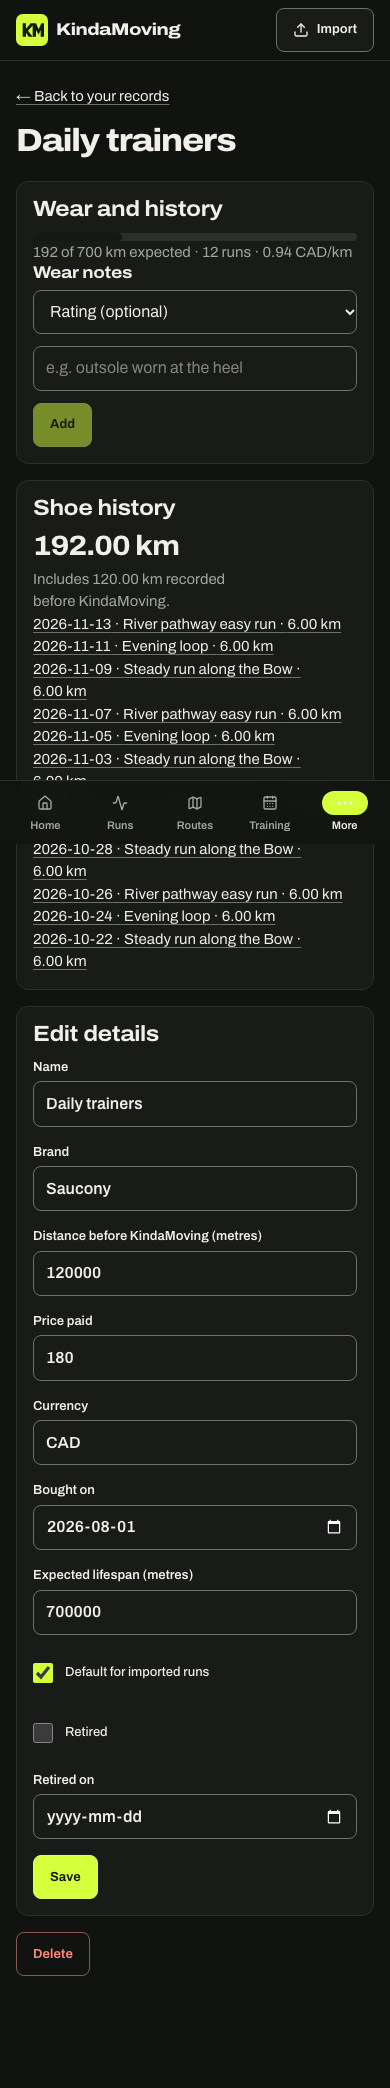 KM KindaMoving
Import
← Back to your records
Daily trainers
Wear and history
192 of 700 km expected · 12 runs · 0.94 CAD/km
Wear notes
Rating (optional)
e.g. outsole worn at the heel
Add
Shoe history
192.00 km
Includes 120.00 km recorded
before KindaMoving.
2026-11-13 · River pathway easy run · 6.00 km
2026-11-11 · Evening loop · 6.00 km
2026-11-09 · Steady run along the Bow ·
6.00 km
2026-11-07 · River pathway easy run · 6.00 km
2026-11-05 · Evening loop · 6.00 km
2026-11-03 · Steady run along the Bow ·
6.00 km
Home
Runs
Routes
Training
More
2026-10-28 · Steady run along the Bow ·
6.00 km
2026-10-26 · River pathway easy run · 6.00 km
2026-10-24 · Evening loop · 6.00 km
2026-10-22 · Steady run along the Bow ·
6.00 km
Edit details
Name
Daily trainers
Brand
Saucony
Distance before KindaMoving (metres)
120000
Price paid
180
Currency
CAD
Bought on
2026-08-01
Expected lifespan (metres)
700000
Default for imported runs
Retired
Retired on
yyyy-mm-dd
Save
Delete